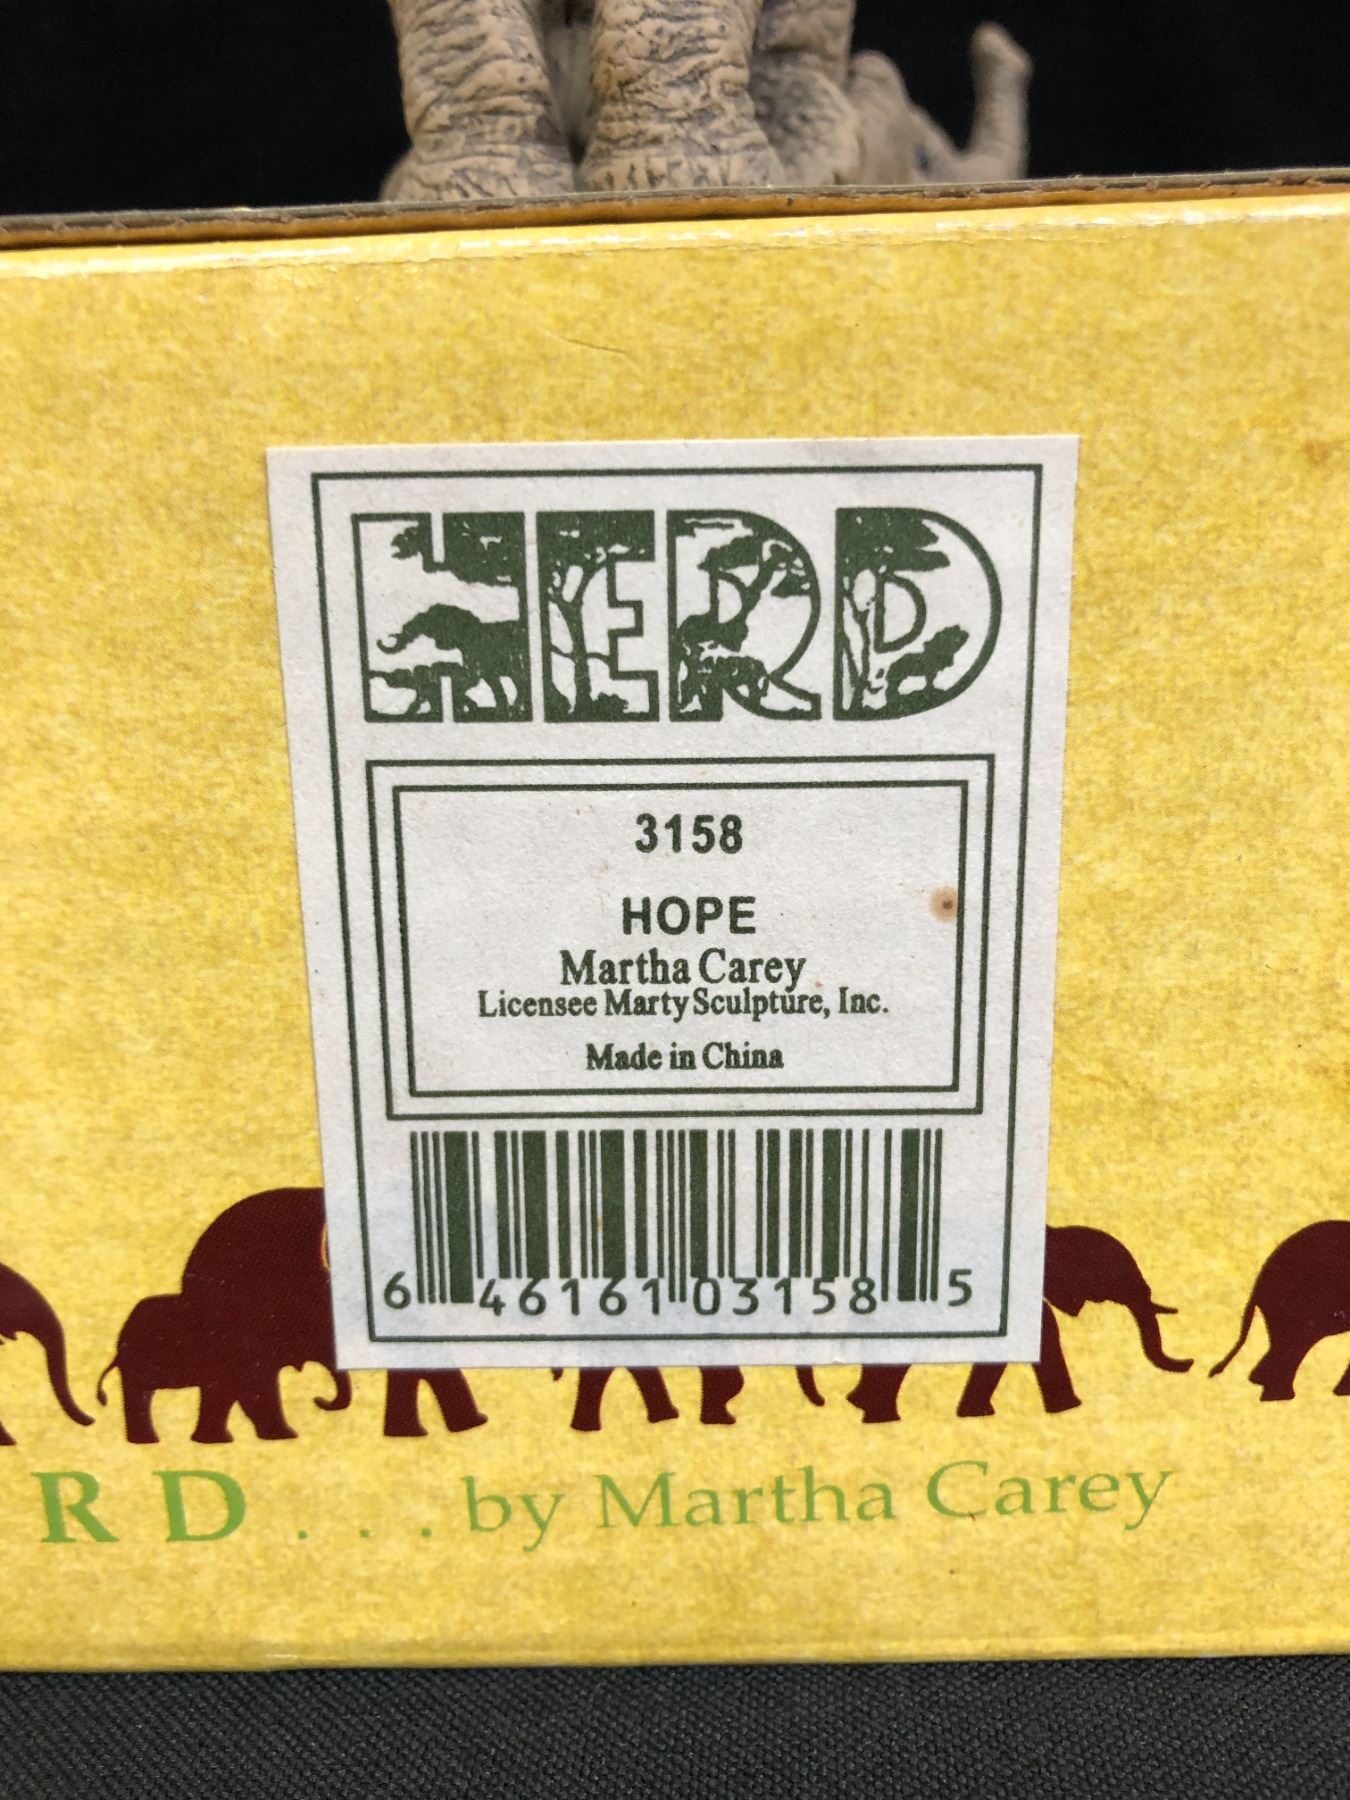 HERD
3158
HOPE
Martha Carey
Licensee Marty Sculpture, Inc.
Made in China
6 46161 03158 5
RD...by Martha Carey